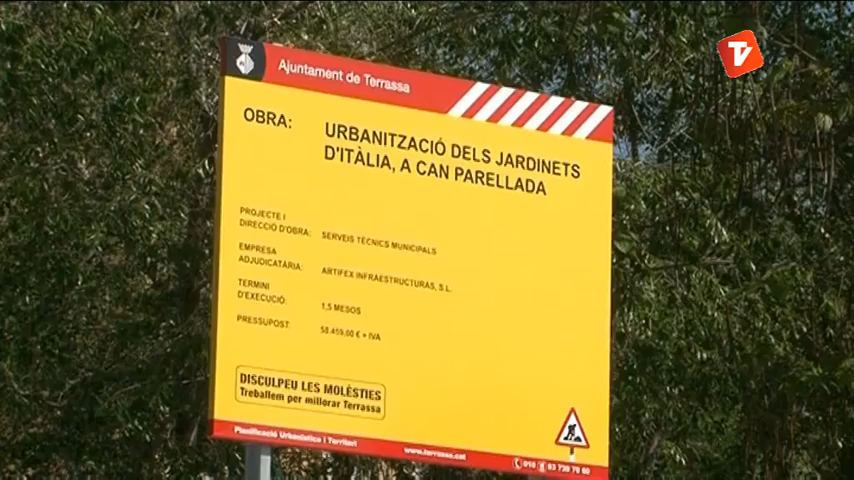 TV
Ajuntament de Terrassa
OBRA: URBANITZACIÓ DELS JARDINETS
D'ITÀLIA, A CAN PARELLADA
PROJECTE I
DIRECCIÓ D'OBRA: SERVEIS TÈCNICS MUNICIPALS
EMPRESA
ADJUDICATÀRIA: ARTIFEX INFRAESTRUCTURAS, S.L.
TERMINI
D'EXECUCIÓ: 1,5 MESOS
PRESSUPOST: 58.459,00 € + IVA
DISCULPEU LES MOLÈSTIES
Treballem per millorar Terrassa
Planificació Urbanística i Territori www.terrassa.cat 010